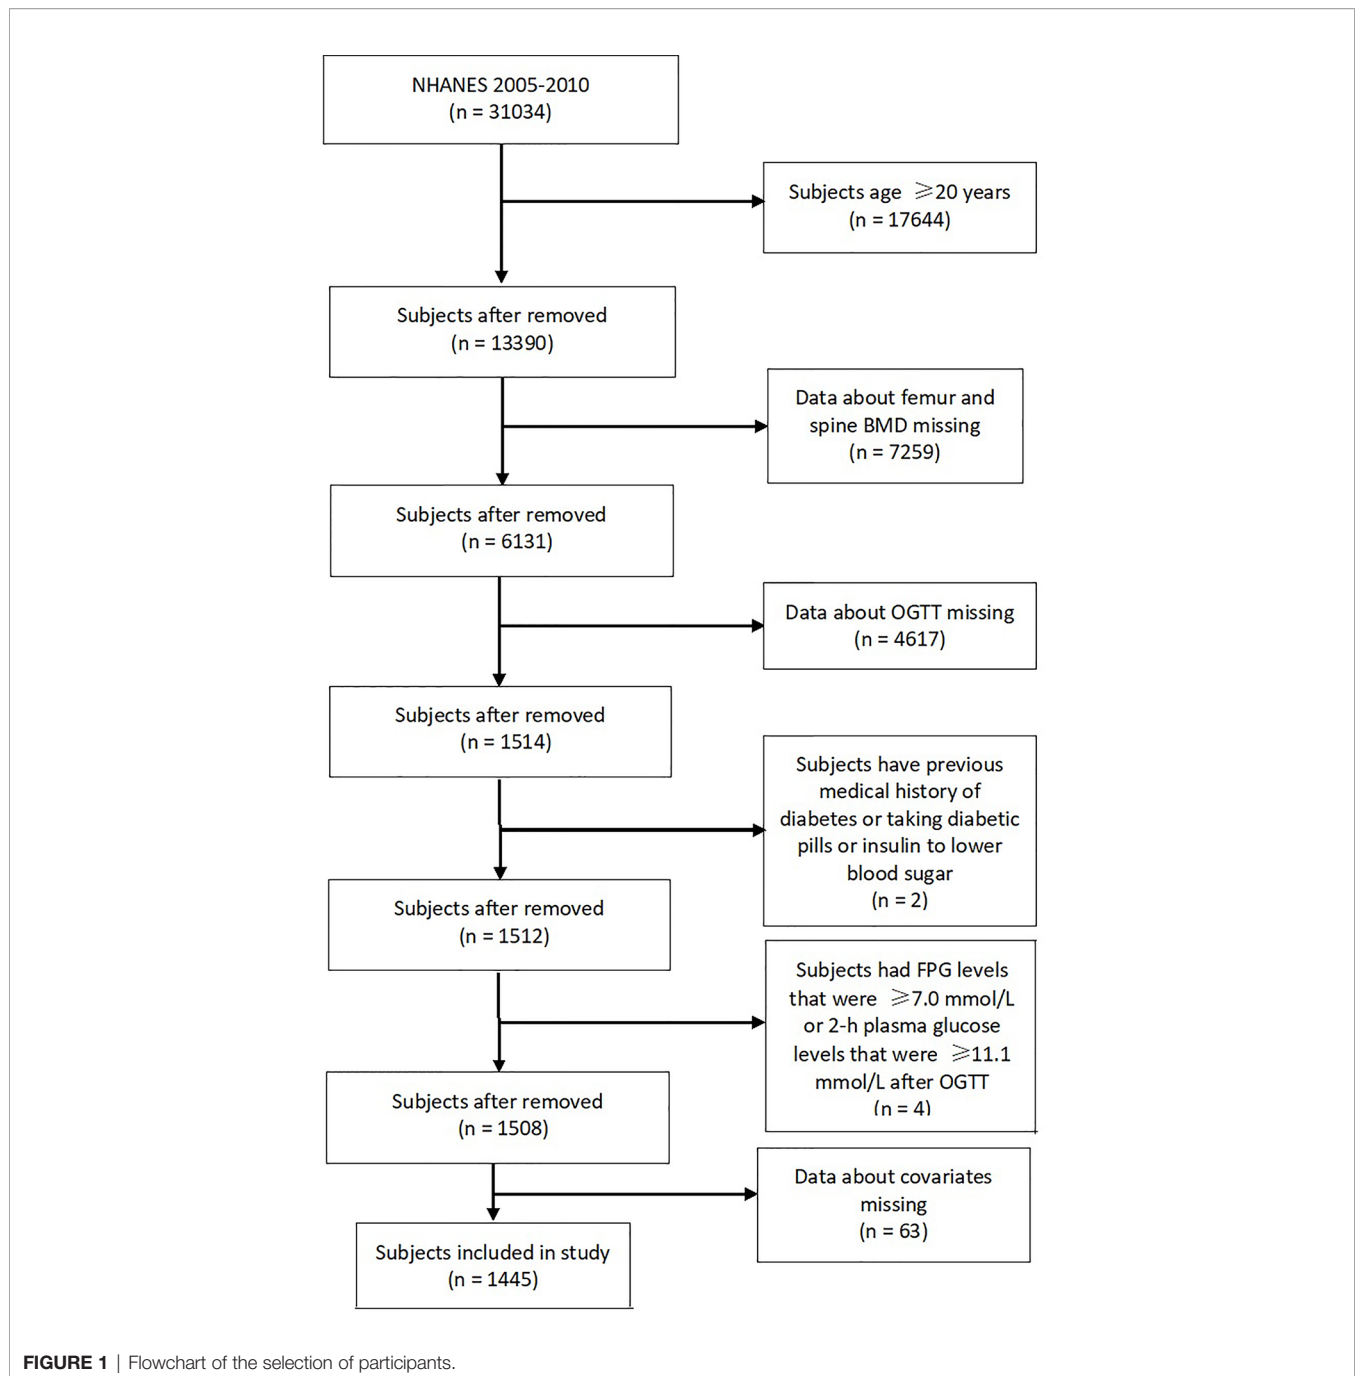 NHANES 2005-2010
(n = 31034)
Subjects age ⩾20 years
(n = 17644)
Subjects after removed
(n = 13390)
Data about femur and
spine BMD missing
(n = 7259)
Subjects after removed
(n = 6131)
Data about OGTT missing
(n = 4617)
Subjects after removed
(n = 1514)
Subjects have previous
medical history of
diabetes or taking diabetic
pills or insulin to lower
blood sugar
(n = 2)
Subjects after removed
(n = 1512)
Subjects had FPG levels
that were ⩾7.0 mmol/L
or 2-h plasma glucose
levels that were ⩾11.1
mmol/L after OGTT
(n = 4)
Subjects after removed
(n = 1508)
Data about covariates
missing
(n = 63)
Subjects included in study
(n = 1445)
FIGURE 1 | Flowchart of the selection of participants.